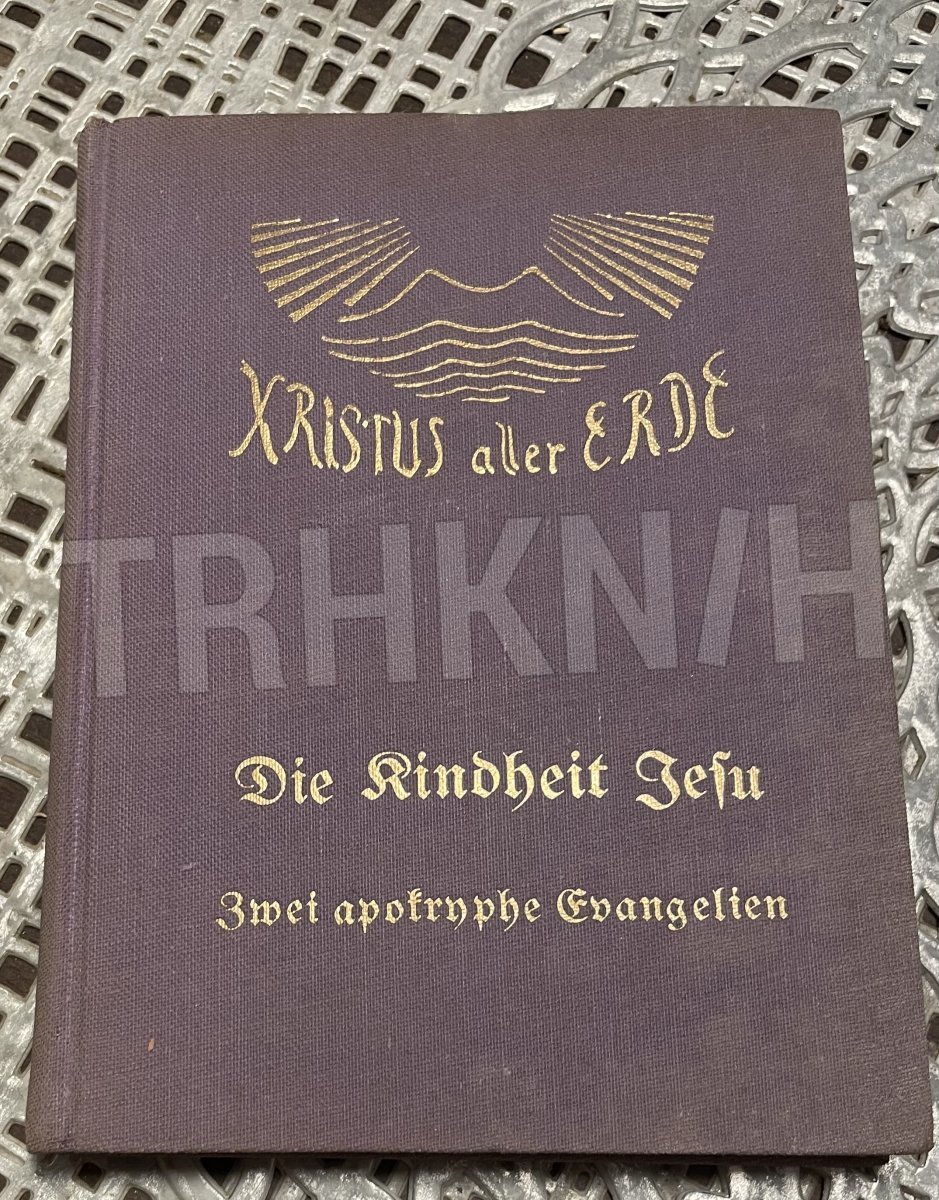 XRISTUS aller ERDE
TRHKN/H
Die Kindheit Jeſu
Zwei apokryphe Evangelien